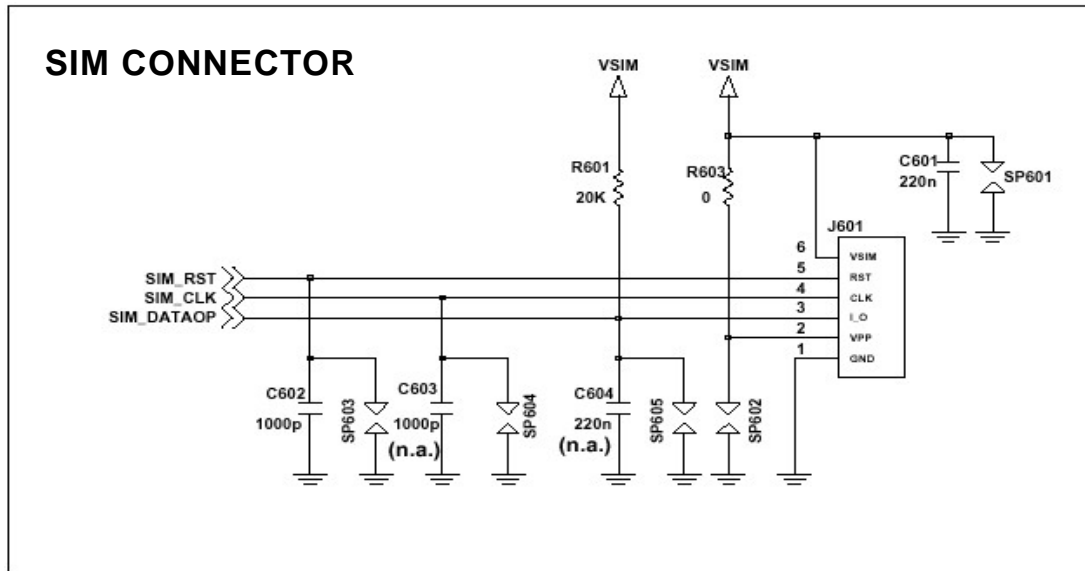 SIM CONNECTOR
VSIM VSIM
R601
20K
R603
0
C601
220n
SP601
J601
6 VSIM
5 RST
4 CLK
3 I_O
2 VPP
1 GND
SIM_RST
SIM_CLK
SIM_DATAOP
C602
1000p
SP603
C603
1000p
(n.a.)
SP604
C604
220n
(n.a.)
SP605
SP602